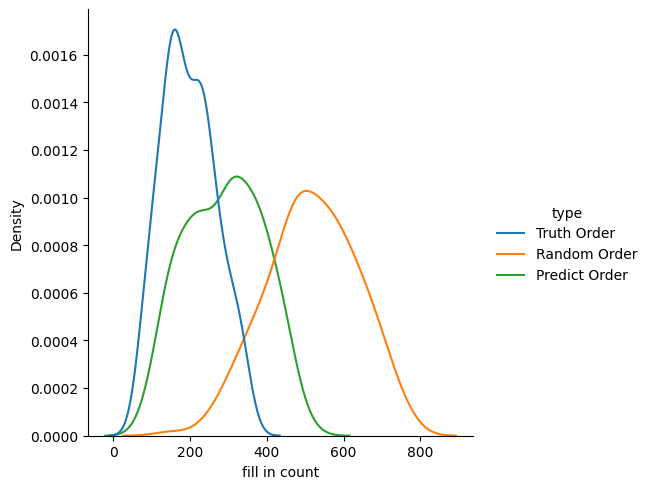 0.0016
0.0014
0.0012
0.0010
0.0008
0.0006
0.0004
0.0002
0.0000
Density
0 200 400 600 800
fill in count
type
Truth Order
Random Order
Predict Order